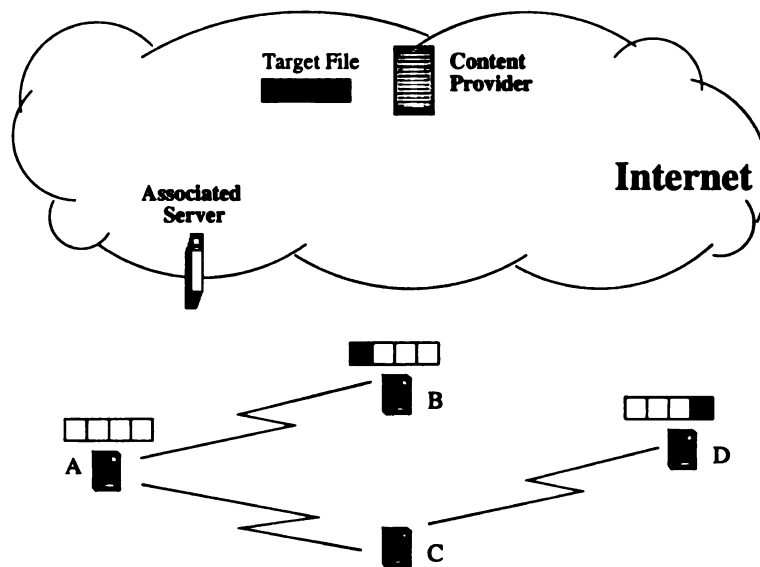 Target File
Content
Provider
Internet
Associated
Server
B
A
D
C